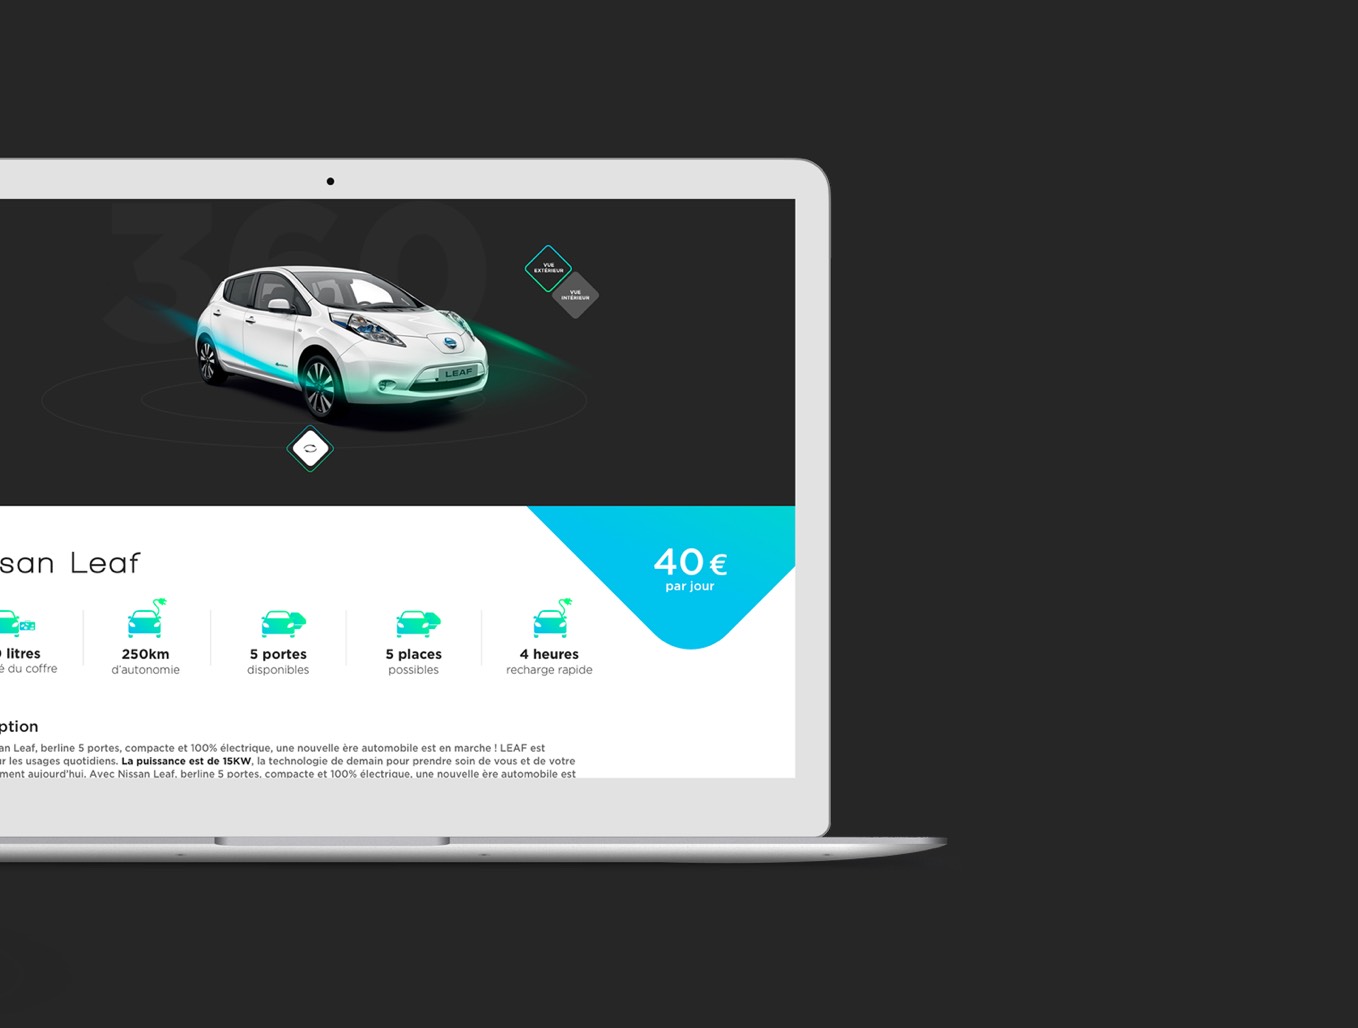 360
VUE
EXTÉRIEUR
VUE
INTÉRIEUR
LEAF
san Leaf
40€
par jour
litres
250km
5 portes
5 places
4 heures
é du coffre
d'autonomie
disponibles
possibles
recharge rapide
ption
an Leaf, berline 5 portes, compacte et 100% électrique, une nouvelle ère automobile est en marche ! LEAF est
r les usages quotidiens. La puissance est de 15KW, la technologie de demain pour prendre soin de vous et de votre
ment aujourd'hui. Avec Nissan Leaf, berline 5 portes, compacte et 100% électrique, une nouvelle ère automobile est